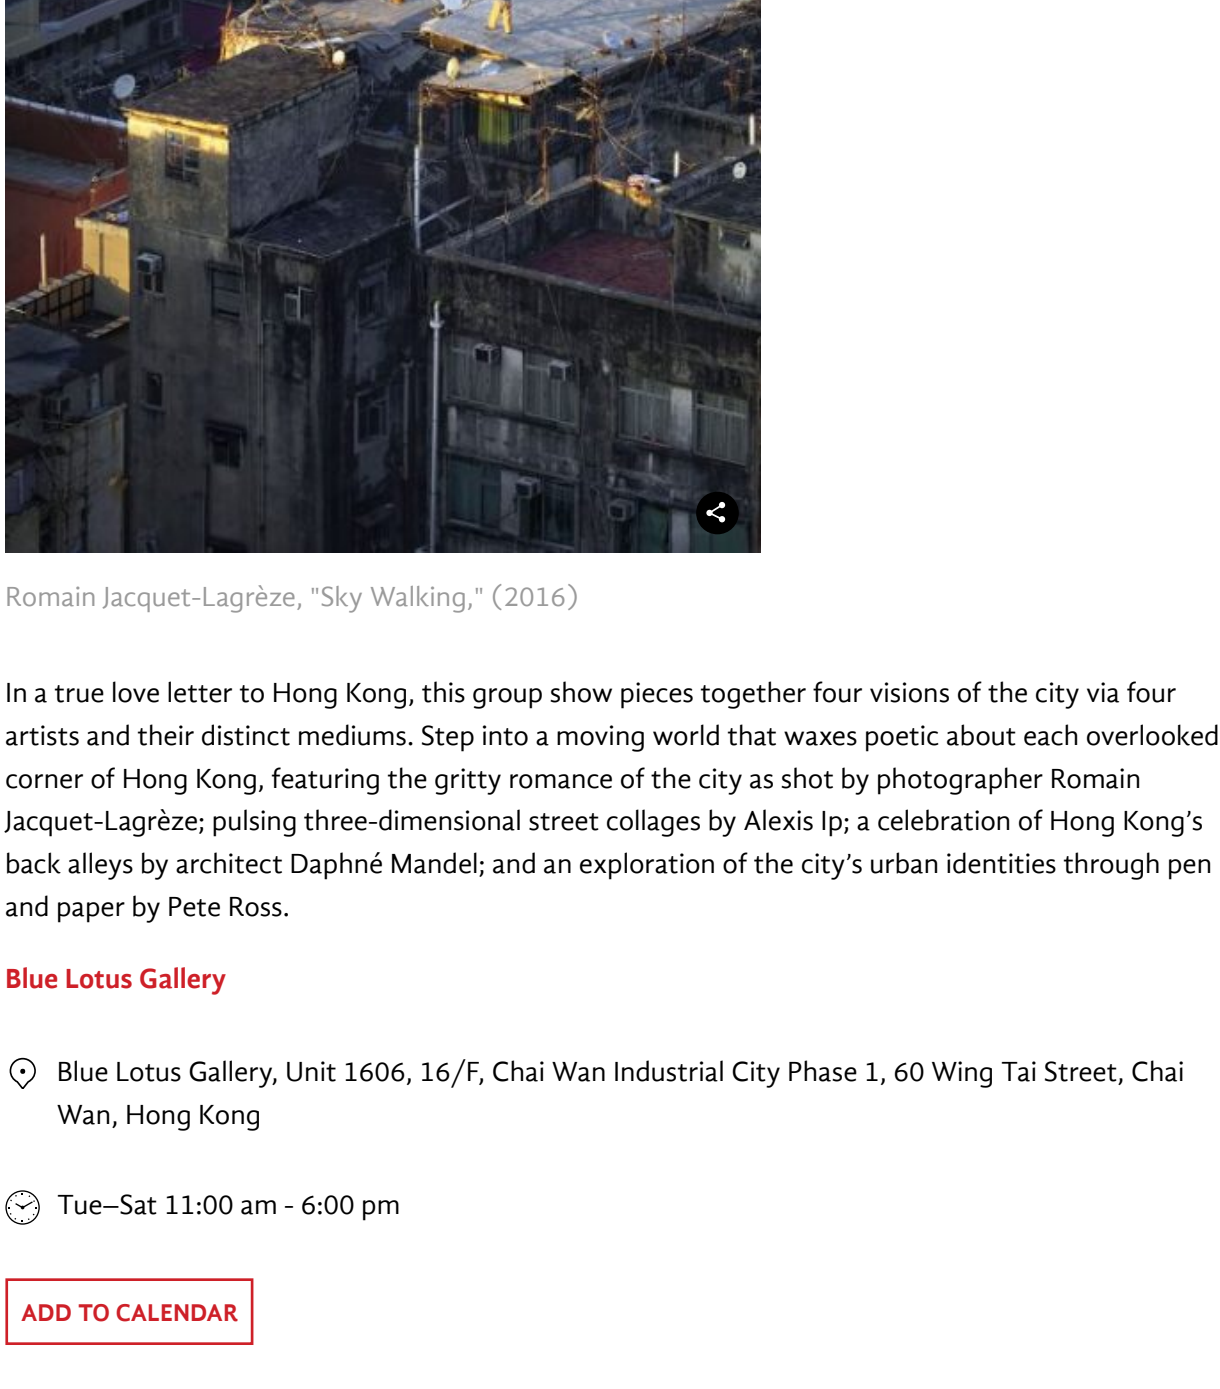 Romain Jacquet-Lagrèze, "Sky Walking," (2016)
In a true love letter to Hong Kong, this group show pieces together four visions of the city via four
artists and their distinct mediums. Step into a moving world that waxes poetic about each overlooked
corner of Hong Kong, featuring the gritty romance of the city as shot by photographer Romain
Jacquet-Lagrèze; pulsing three-dimensional street collages by Alexis Ip; a celebration of Hong Kong’s
back alleys by architect Daphné Mandel; and an exploration of the city’s urban identities through pen
and paper by Pete Ross.
Blue Lotus Gallery
Blue Lotus Gallery, Unit 1606, 16/F, Chai Wan Industrial City Phase 1, 60 Wing Tai Street, Chai
Wan, Hong Kong
Tue–Sat 11:00 am - 6:00 pm
ADD TO CALENDAR